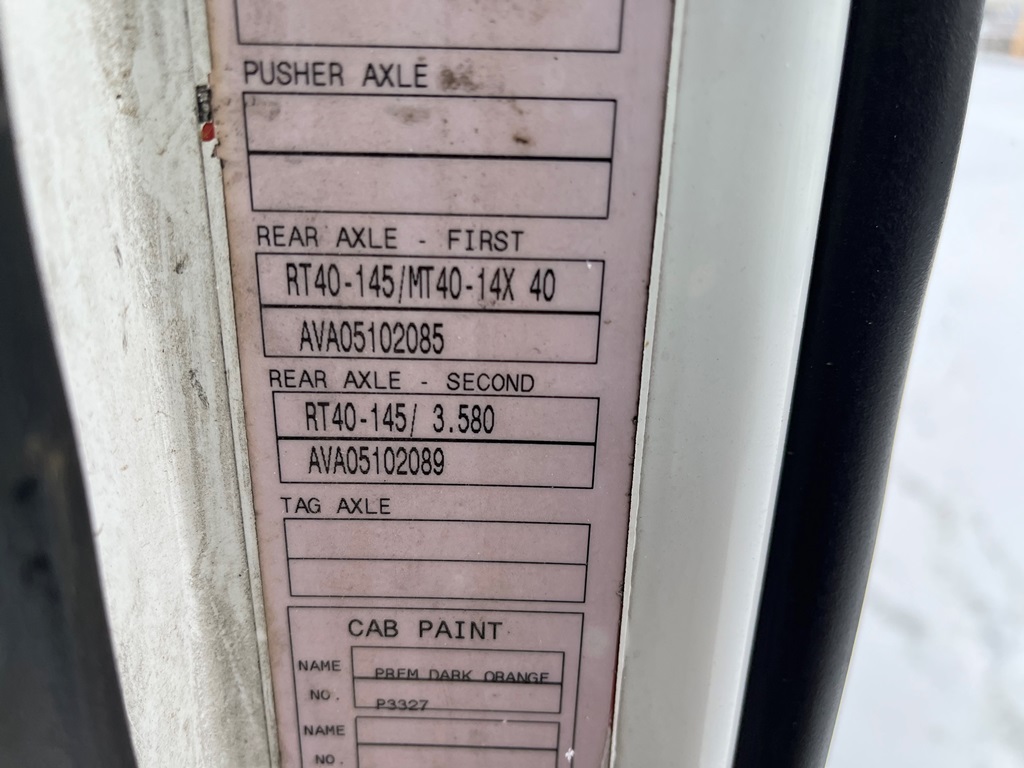 PUSHER AXLE
REAR AXLE - FIRST
RT40-145/MT40-14X 40
AVA05102085
REAR AXLE - SECOND
RT40-145/ 3.580
AVA05102089
TAG AXLE
CAB PAINT
NAME PREM DARK ORANGE
NO. P3327
NAME
NO.